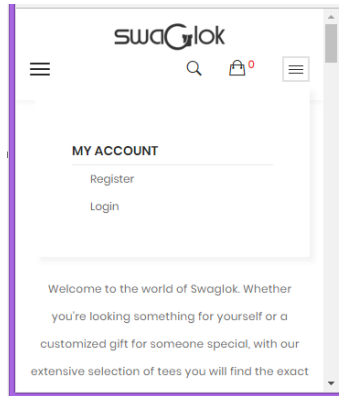 swaGlok
0
MY ACCOUNT
Register
Login
Welcome to the world of Swaglok. Whether
you're looking something for yourself or a
customized gift for someone special, with our
extensive selection of tees you will find the exact